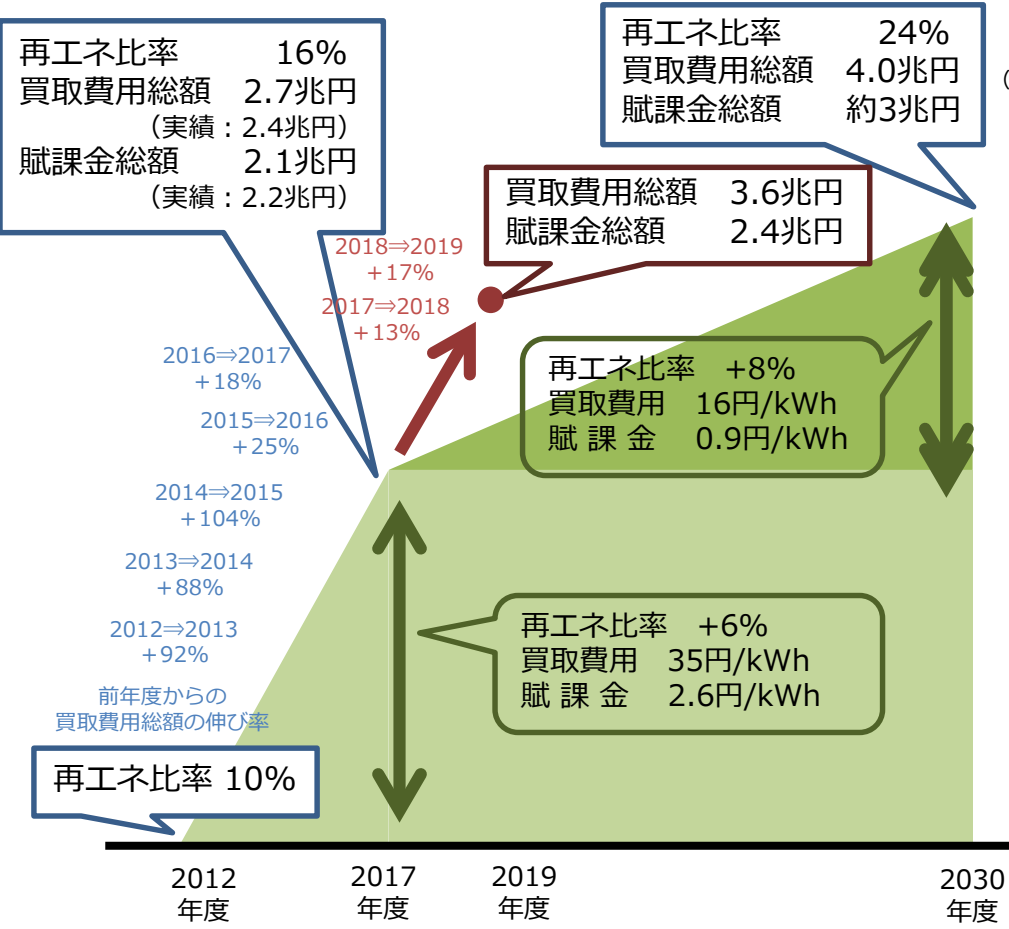 再エネ比率 16%
買取費用総額 2.7兆円
（実績：2.4兆円）
賦課金総額 2.1兆円
（実績：2.2兆円）
再エネ比率 24%
買取費用総額 4.0兆円
賦課金総額 約3兆円
（
買取費用総額 3.6兆円
賦課金総額 2.4兆円
2018⇒2019
+17%
2017⇒2018
+13%
2016⇒2017
+18%
2015⇒2016
+25%
2014⇒2015
+104%
2013⇒2014
+88%
2012⇒2013
+92%
前年度からの
買取費用総額の伸び率
再エネ比率 +8%
買取費用 16円/kWh
賦課金 0.9円/kWh
再エネ比率 +6%
買取費用 35円/kWh
賦課金 2.6円/kWh
再エネ比率 10%
2012
年度
2017
年度
2019
年度
2030
年度